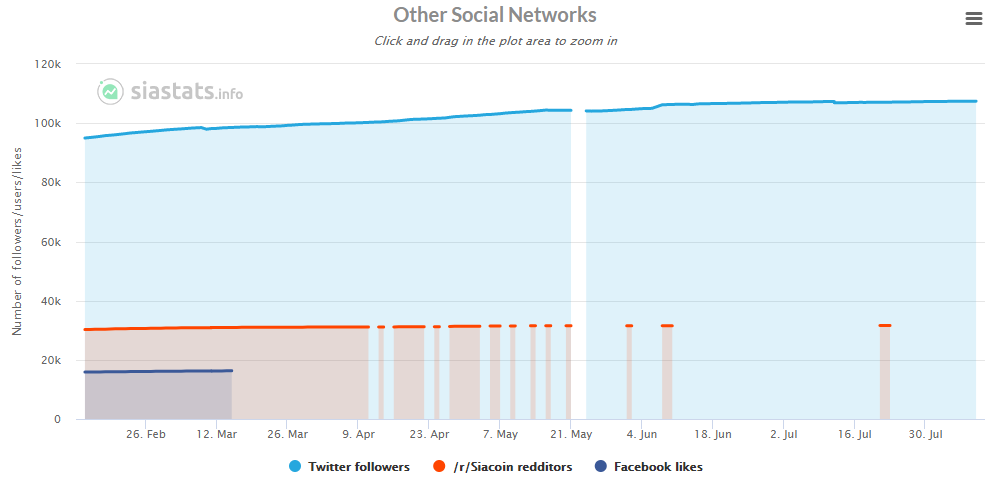 Other Social Networks
Click and drag in the plot area to zoom in
siastats.info
Number of followers/users/likes
120k
100k
80k
60k
40k
20k
0
26. Feb 12. Mar 26. Mar 9. Apr 23. Apr 7. May 21. May 4. Jun 18. Jun 2. Jul 16. Jul 30. Jul
Twitter followers /r/Siacoin redditors Facebook likes